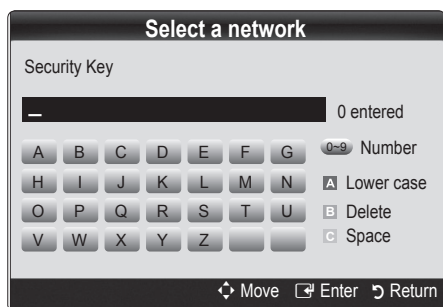 Select a network
Security Key
_ 0 entered
A B C D E F G 0~9 Number
H I J K L M N A Lower case
O P Q R S T U B Delete
V W X Y Z C Space
Move Enter Return